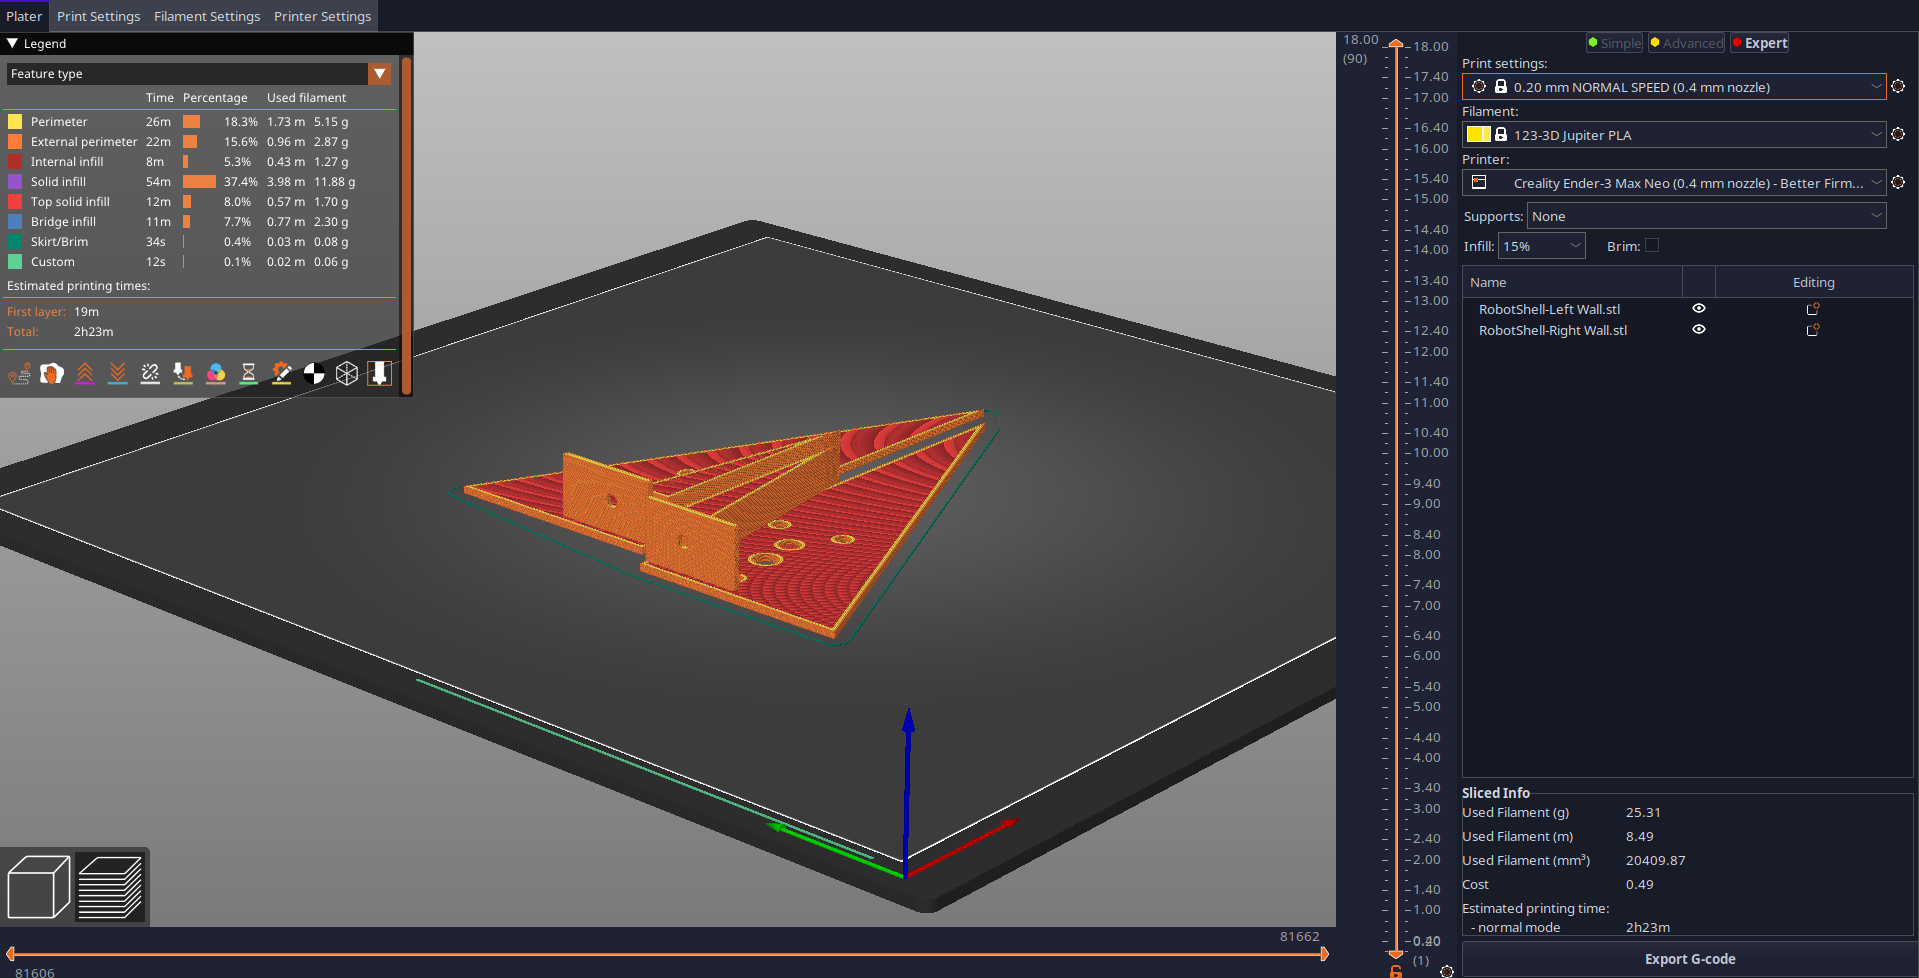 Plater Print Settings Filament Settings Printer Settings
Legend
Feature type
Time Percentage Used filament
Perimeter 26m 18.3% 1.73 m 5.15 g
External perimeter 22m 15.6% 0.96 m 2.87 g
Internal infill 8m 5.3% 0.43 m 1.27 g
Solid infill 54m 37.4% 3.98 m 11.88 g
Top solid infill 12m 8.0% 0.57 m 1.70 g
Bridge infill 11m 7.7% 0.77 m 2.30 g
Skirt/Brim 34s 0.4% 0.03 m 0.08 g
Custom 12s 0.1% 0.02 m 0.06 g
Estimated printing times:
First layer: 19m
Total: 2h23m
81606
81662
18.00
(90)
18.00
17.40
17.00
16.40
16.00
15.40
15.00
14.40
14.00
13.40
13.00
12.40
12.00
11.40
11.00
10.40
10.00
9.40
9.00
8.40
8.00
7.40
7.00
6.40
6.00
5.40
5.00
4.40
4.00
3.40
3.00
2.40
2.00
1.40
1.00
(1)
Simple Advanced Expert
Print settings:
0.20 mm NORMAL SPEED (0.4 mm nozzle)
Filament:
123-3D Jupiter PLA
Printer:
Creality Ender-3 Max Neo (0.4 mm nozzle) - Better Firm...
Supports: None
Infill: 15% Brim:
Name Editing
RobotShell-Left Wall.stl
RobotShell-Right Wall.stl
Sliced Info
Used Filament (g) 25.31
Used Filament (m) 8.49
Used Filament (mm³) 20409.87
Cost 0.49
Estimated printing time:
- normal mode 2h23m
Export G-code